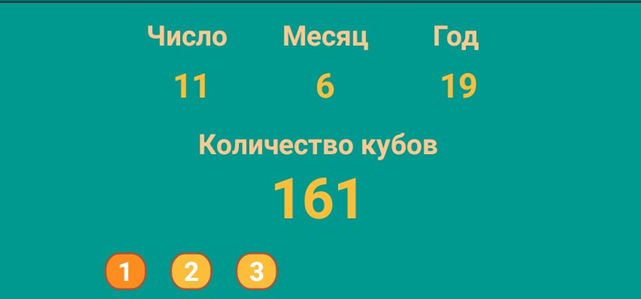 Число Месяц Год
11 6 19
Количество кубов
161
1 2 3